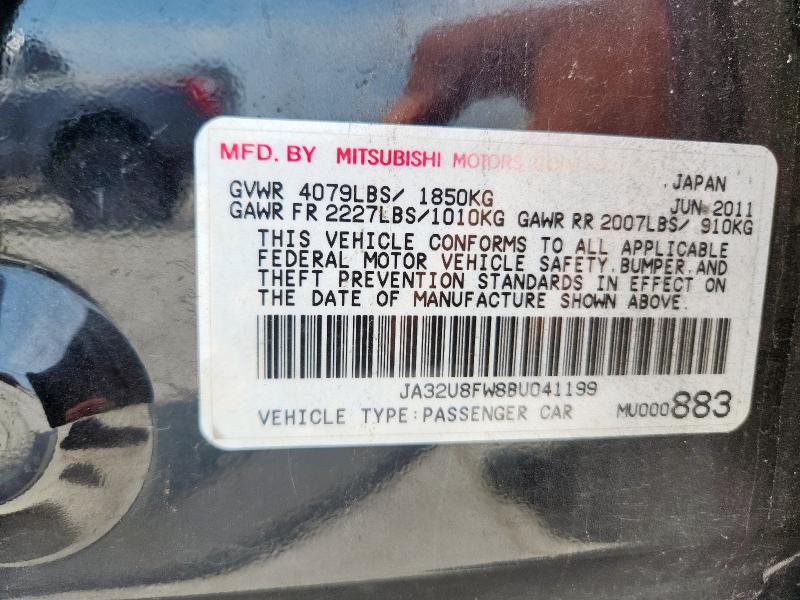 MFD. BY MITSUBISHI MOTORS
JAPAN
GVWR 4079LBS/ 1850KG JUN 2011
GAWR FR 2227LBS/1010KG GAWR RR 2007LBS/ 910KG
THIS VEHICLE CONFORMS TO ALL APPLICABLE
FEDERAL MOTOR VEHICLE SAFETY, BUMPER, AND
THEFT PREVENTION STANDARDS IN EFFECT ON
THE DATE OF MANUFACTURE SHOWN ABOVE.
JA32U8FW8BU041199
VEHICLE TYPE:PASSENGER CAR MU000883